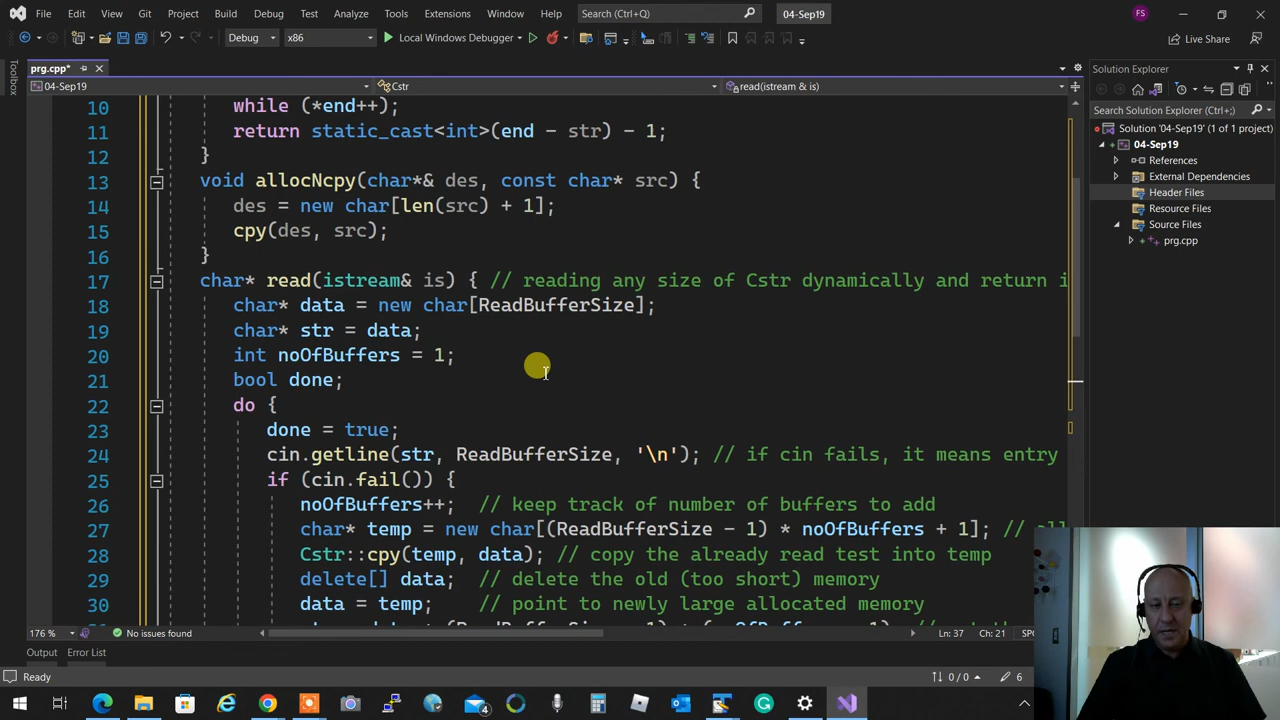 File Edit View Git Project Build Debug Test Analyze Tools Extensions Window Help Search (Ctrl+Q) 04-Sep19 FS
Debug x86 Local Windows Debugger Live Share
Toolbox
prg.cpp*
04-Sep19 Cstr read(istream & is)
10 while (*end++);
11 return static_cast<int>(end - str) - 1;
12 }
13 void allocNcpy(char*& des, const char* src) {
14 des = new char[len(src) + 1];
15 cpy(des, src);
16 }
17 char* read(istream& is) { // reading any size of Cstr dynamically and return i
18 char* data = new char[ReadBufferSize];
19 char* str = data;
20 int noOfBuffers = 1;
21 bool done;
22 do {
23 done = true;
24 cin.getline(str, ReadBufferSize, '\n'); // if cin fails, it means entry
25 if (cin.fail()) {
26 noOfBuffers++; // keep track of number of buffers to add
27 char* temp = new char[(ReadBufferSize - 1) * noOfBuffers + 1]; // all
28 Cstr::cpy(temp, data); // copy the already read test into temp
29 delete[] data; // delete the old (too short) memory
30 data = temp; // point to newly large allocated memory
176 % No issues found Ln: 37 Ch: 21 SPC
Output Error List
Ready 0 / 0 6
Solution Explorer
Search Solution Explorer (Ctrl+;)
Solution '04-Sep19' (1 of 1 project)
04-Sep19
References
External Dependencies
Header Files
Resource Files
Source Files
prg.cpp
4